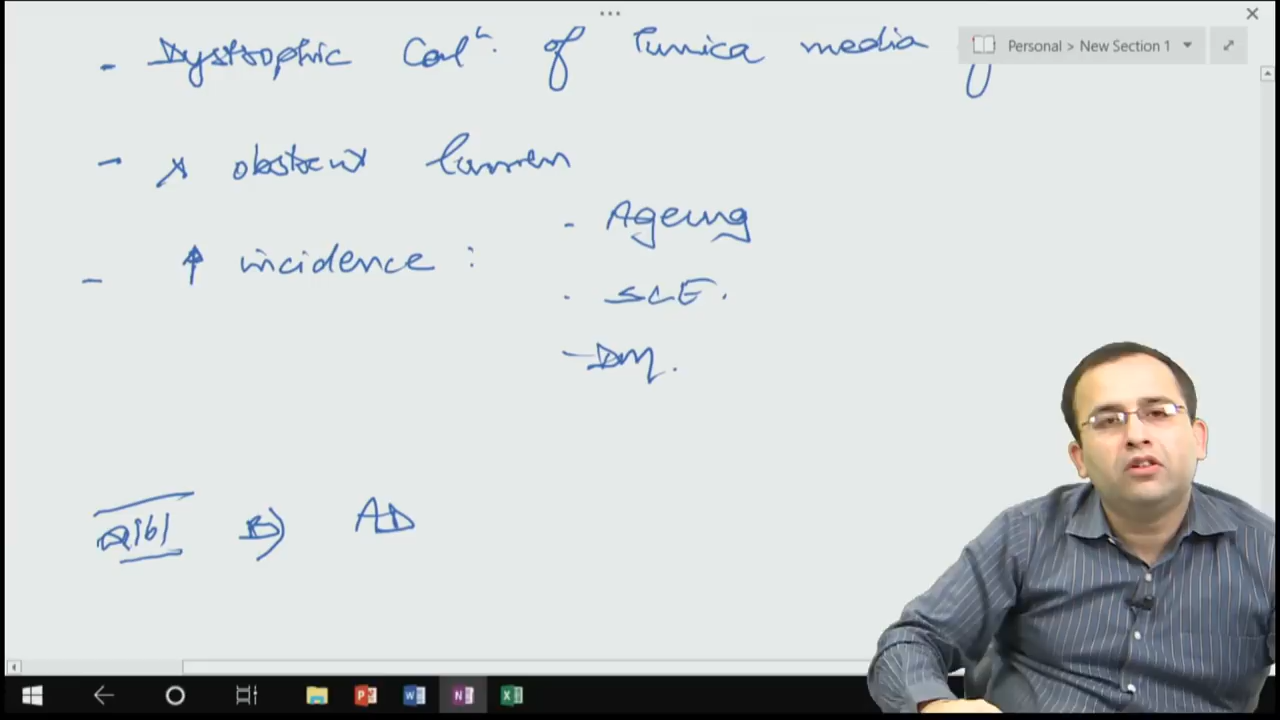 Personal > New Section 1
- Dystrophic Calⁿ. of Tunica media
- x obstruct lumen
- ↑ incidence :
- Ageing
. SLE.
- DM.
Q161 B) AD